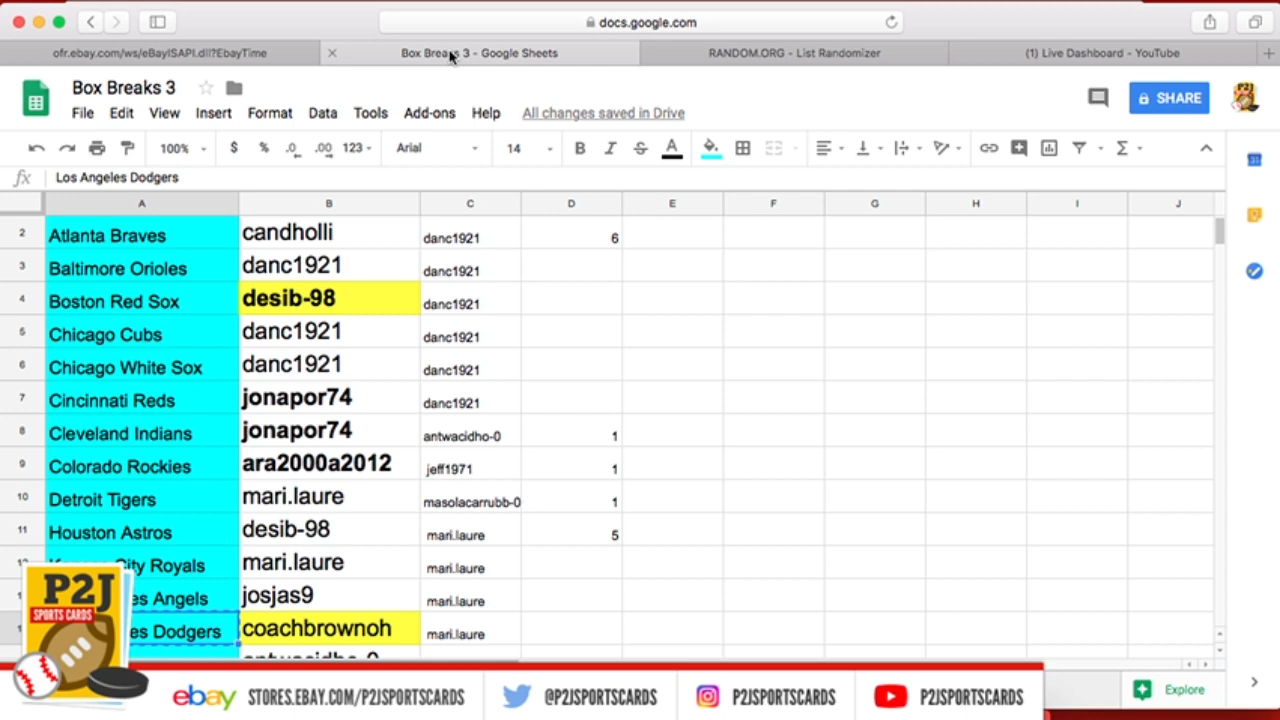 docs.google.com
ofr.ebay.com/ws/eBayISAPI.dll?EbayTime
Box Breaks 3 - Google Sheets
RANDOM.ORG - List Randomizer
(1) Live Dashboard - YouTube
Box Breaks 3
File Edit View Insert Format Data Tools Add-ons Help All changes saved in Drive
SHARE
100% $ % .0 .00 123 Arial 14 B I S A
fx Los Angeles Dodgers
A B C D E F G H I J
2 Atlanta Braves candholli danc1921 6
3 Baltimore Orioles danc1921 danc1921
4 Boston Red Sox desib-98 danc1921
5 Chicago Cubs danc1921 danc1921
6 Chicago White Sox danc1921 danc1921
7 Cincinnati Reds jonapor74 danc1921
8 Cleveland Indians jonapor74 antwacidho-0 1
9 Colorado Rockies ara2000a2012 jeff1971 1
10 Detroit Tigers mari.laure masolacarrubb-0 1
11 Houston Astros desib-98 mari.laure 5
City Royals mari.laure mari.laure
es Angels josjas9 mari.laure
es Dodgers coachbrownoh mari.laure
P2J
SPORTS CARDS
ebay STORES.EBAY.COM/P2JSPORTSCARDS
@P2JSPORTSCARDS
P2JSPORTSCARDS
P2JSPORTSCARDS
Explore